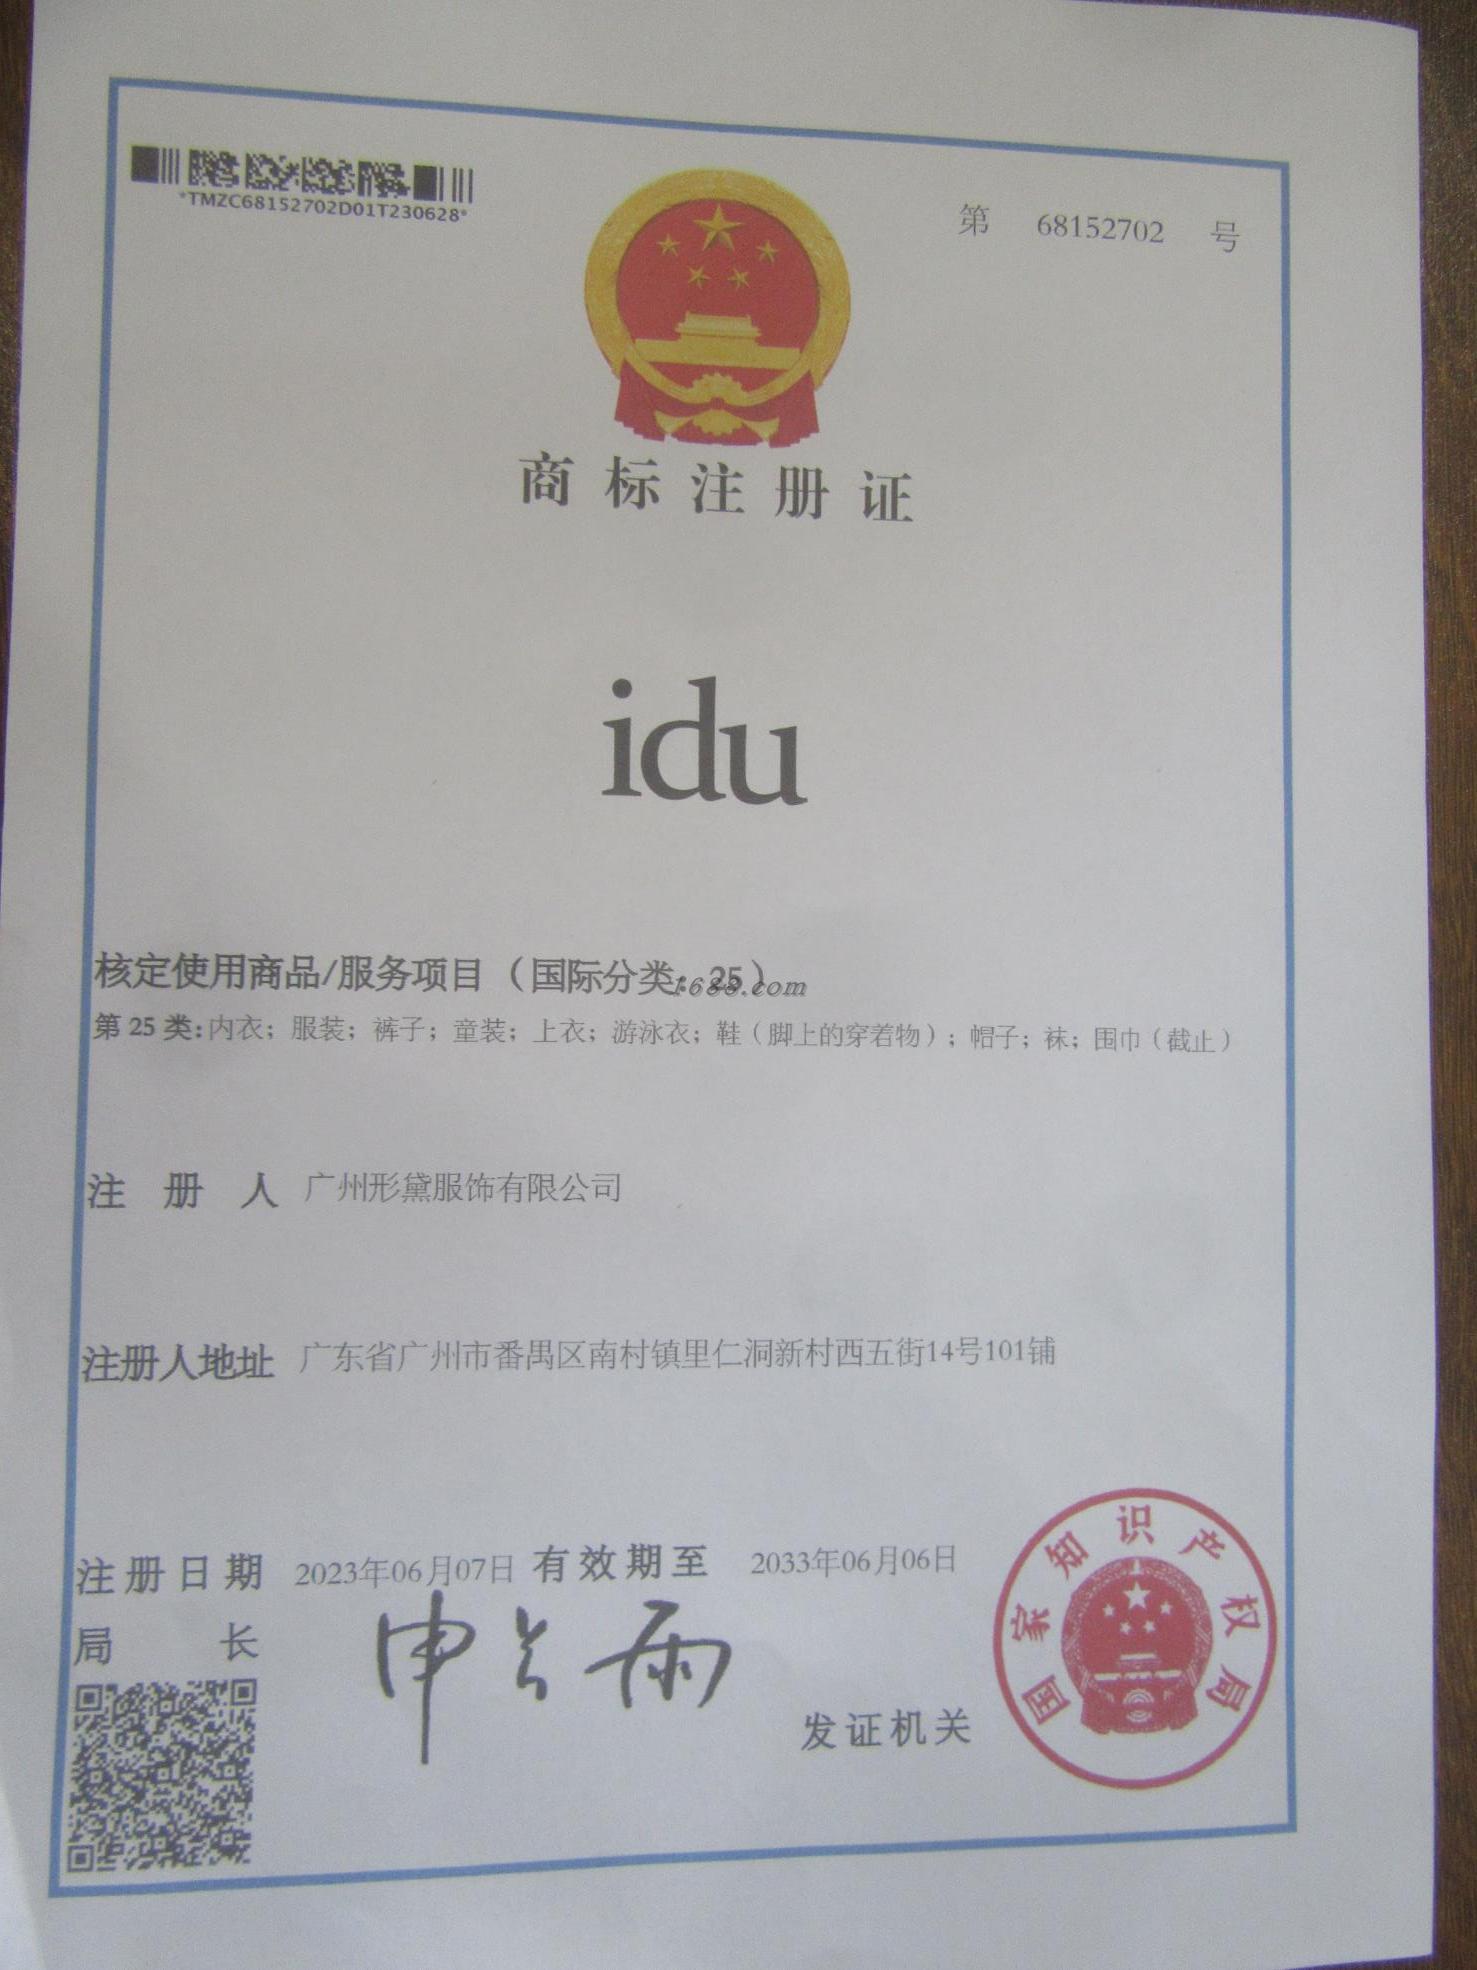 *TMZC68152702D01T230628*
第 68152702 号
商标注册证
idu
核定使用商品/服务项目（国际分类：25）
1688.com
第25类:内衣；服装；裤子；童装；上衣；游泳衣；鞋（脚上的穿着物）；帽子；袜；围巾（截止）
注册人 广州形黛服饰有限公司
注册人地址 广东省广州市番禺区南村镇里仁洞新村西五街14号101铺
注册日期 2023年06月07日 有效期至 2033年06月06日
局长 申长雨
发证机关
国家知识产权局